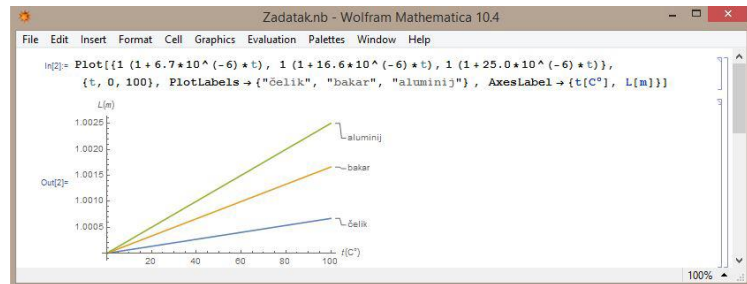 Zadatak.nb - Wolfram Mathematica 10.4
File Edit Insert Format Cell Graphics Evaluation Palettes Window Help
In[2]:= Plot[{1 (1 + 6.7*10^(-6)*t), 1 (1 + 16.6*10^(-6)*t), 1 (1 + 25.0*10^(-6)*t)},
{t, 0, 100}, PlotLabels → {"čelik", "bakar", "aluminij"} , AxesLabel → {t[C°], L[m]}]
L(m)
1.0025
aluminij
1.0020
bakar
1.0015
Out[2]=
1.0010
1.0005
čelik
20 40 60 80 100 t(C°)
100%